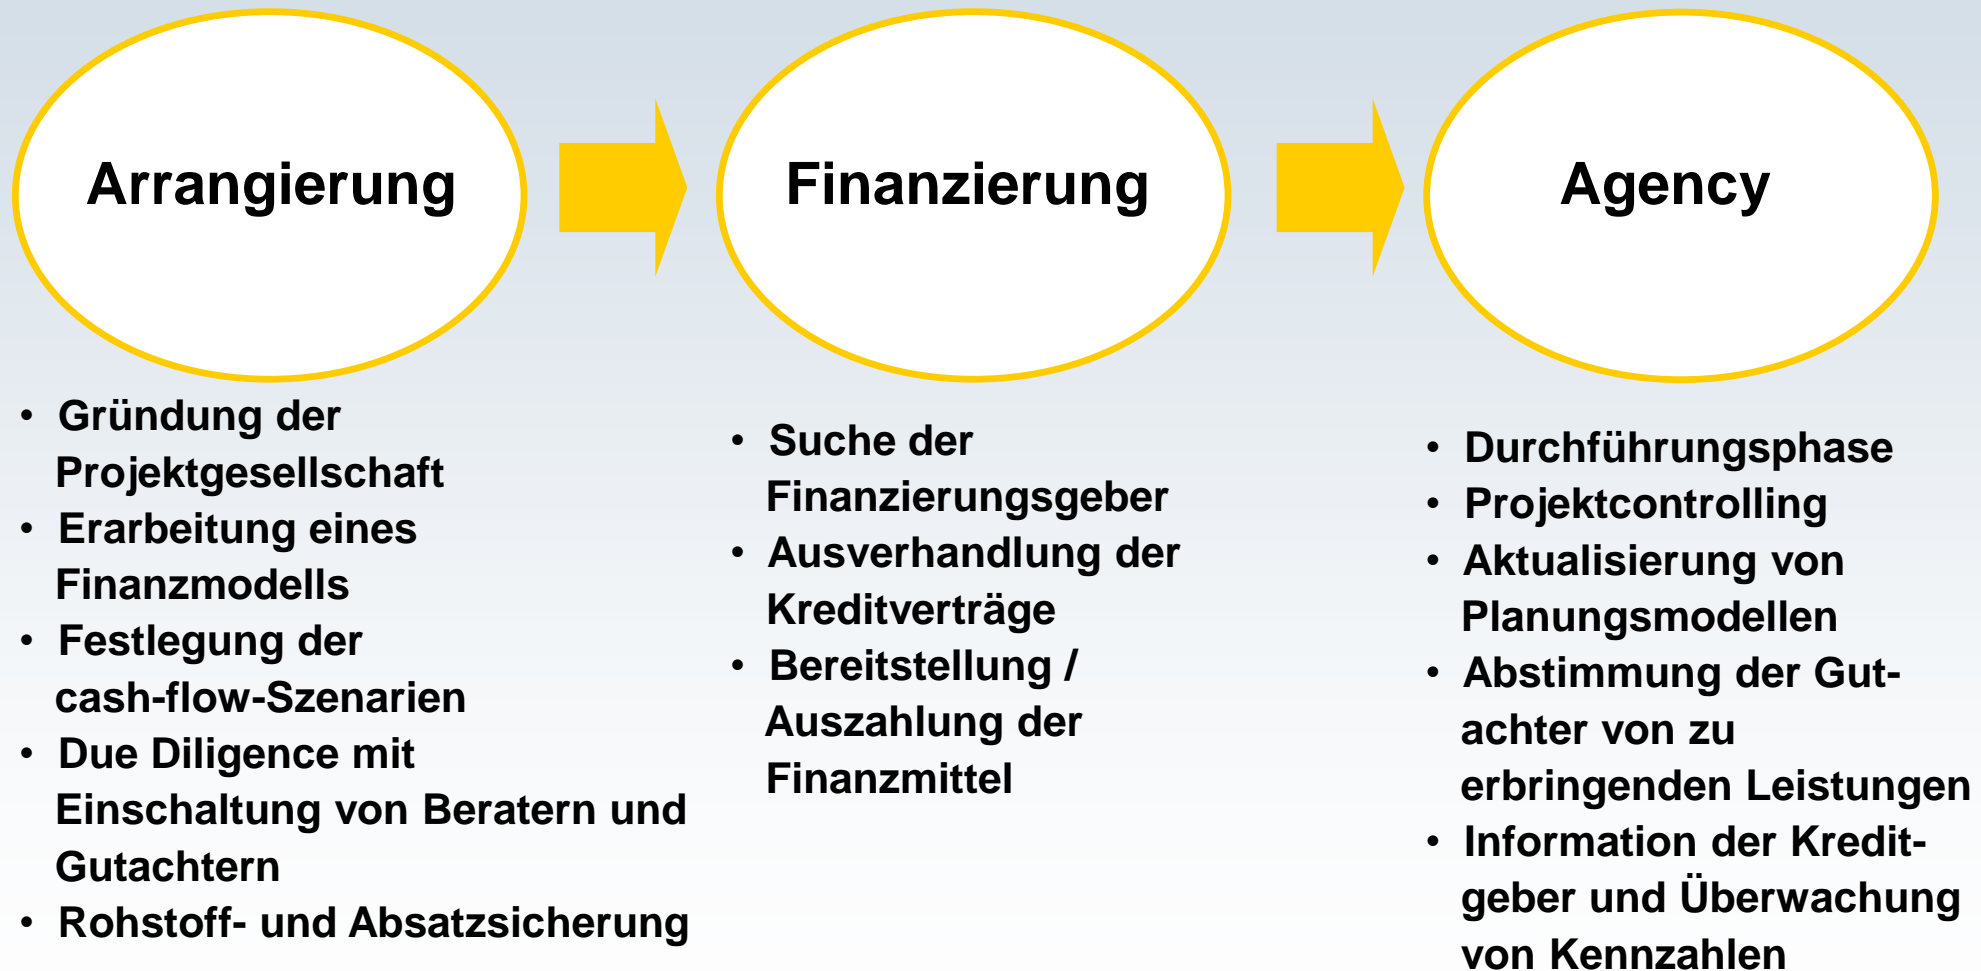 Arrangierung
Finanzierung
Agency
• Gründung der
Projektgesellschaft
• Erarbeitung eines
Finanzmodells
• Festlegung der
cash-flow-Szenarien
• Due Diligence mit
Einschaltung von Beratern und
Gutachtern
• Rohstoff- und Absatzsicherung
• Suche der
Finanzierungsgeber
• Ausverhandlung der
Kreditverträge
• Bereitstellung /
Auszahlung der
Finanzmittel
• Durchführungsphase
• Projektcontrolling
• Aktualisierung von
Planungsmodellen
• Abstimmung der Gut-
achter von zu
erbringenden Leistungen
• Information der Kredit-
geber und Überwachung
von Kennzahlen